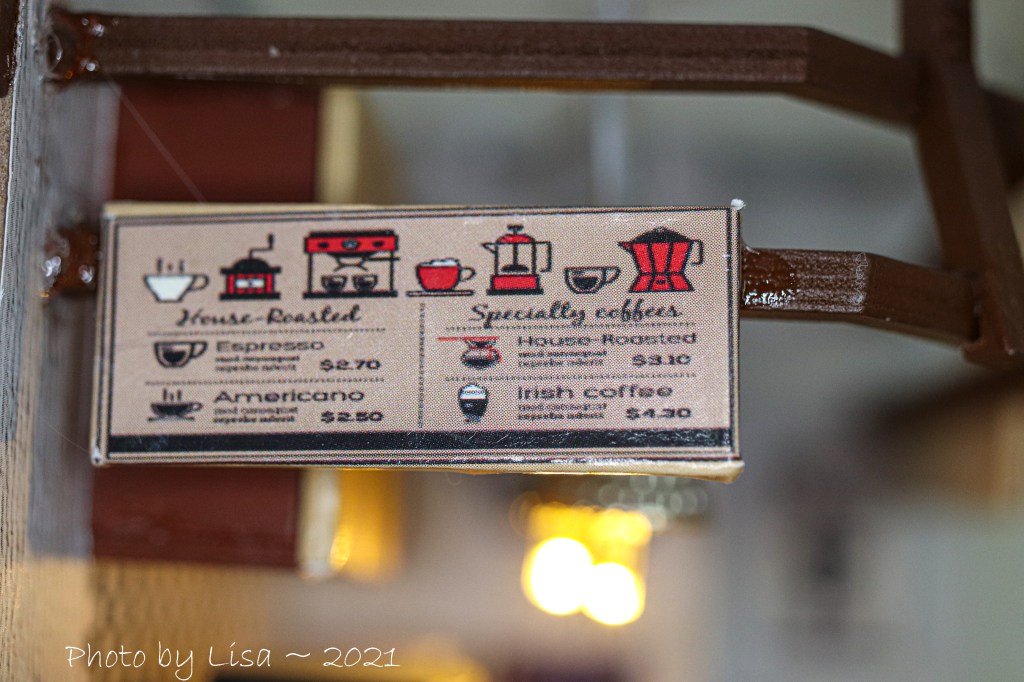 House-Roasted
Espresso
$2.70
Americano
$2.50
Specialty coffees
House-Roasted
$3.10
Irish coffee
$4.30
Photo by Lisa ~ 2021